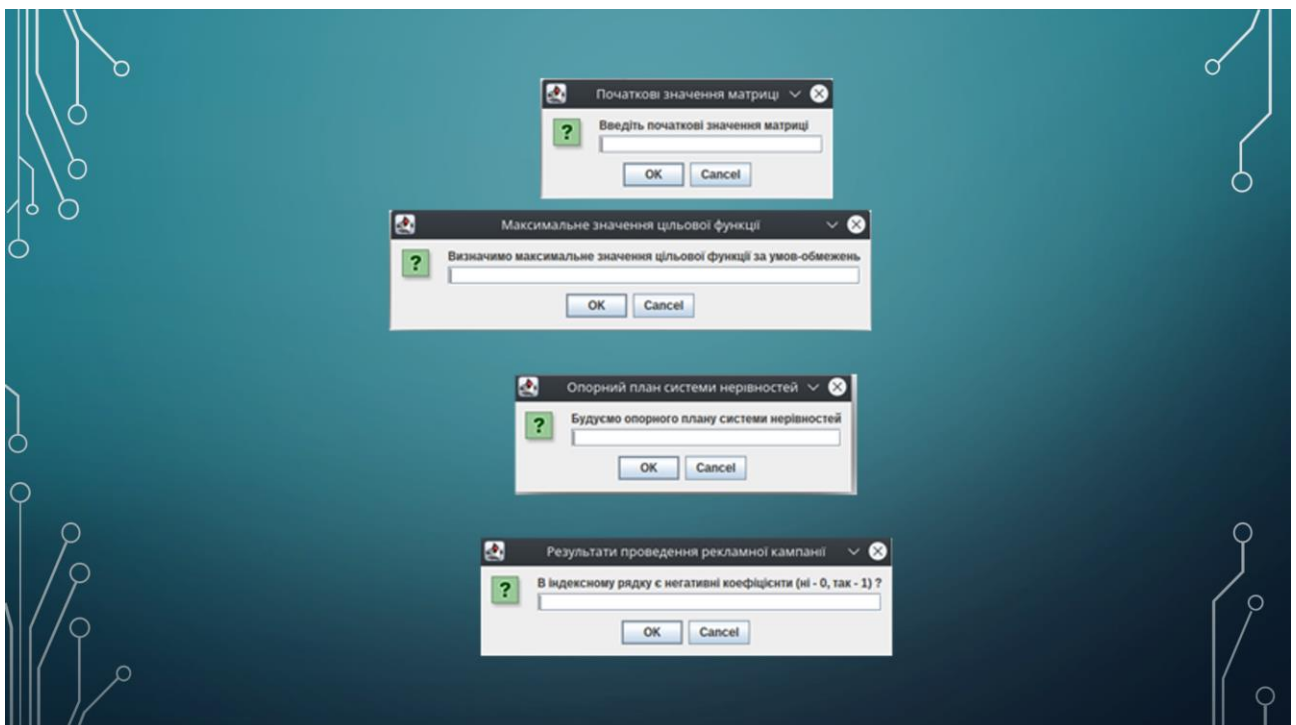 Початкові значення матриці
Введіть початкові значення матриці
OK Cancel
Максимальне значення цільової функції
Визначимо максимальне значення цільової функції за умов-обмежень
OK Cancel
Опорний план системи нерівностей
Будуємо опорного плану системи нерівностей
OK Cancel
Результати проведення рекламної кампанії
В індексному рядку є негативні коефіцієнти (ні - 0, так - 1) ?
OK Cancel